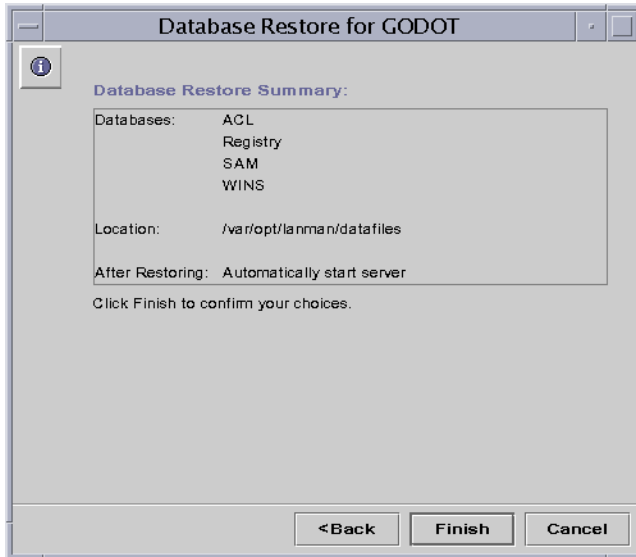 Database Restore for GODOT
Database Restore Summary:
Databases: ACL
Registry
SAM
WINS
Location: /var/opt/lanman/datafiles
After Restoring: Automatically start server
Click Finish to confirm your choices.
<Back Finish Cancel